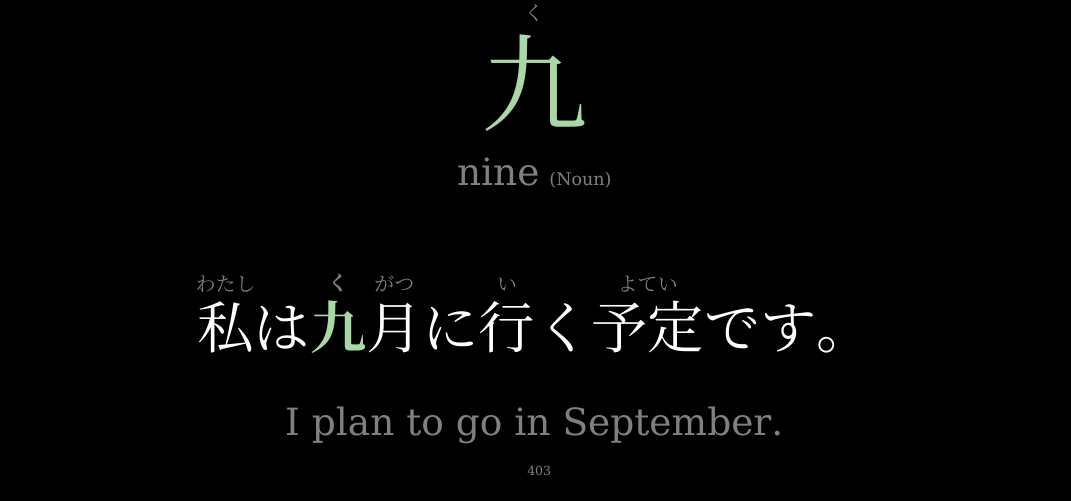 く
九
nine (Noun)
わたし く がつ い よてい
私は九月に行く予定です。
I plan to go in September.
403